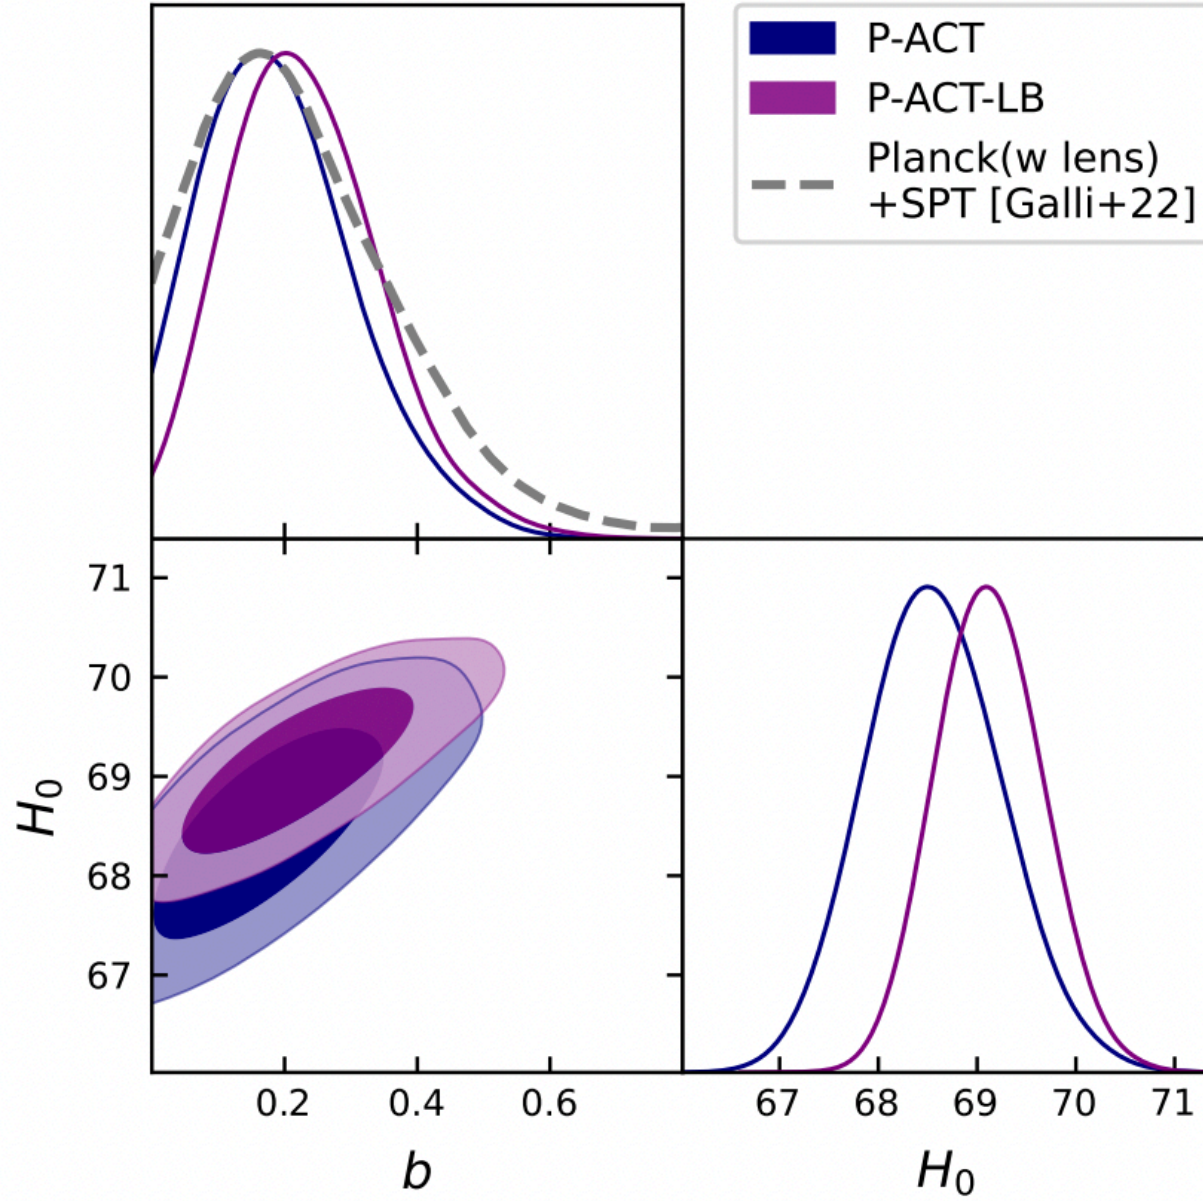 P-ACT
P-ACT-LB
Planck(w lens)
+SPT [Galli+22]
71
70
69
68
67
H₀
0.2 0.4 0.6
b
67 68 69 70 71
H₀